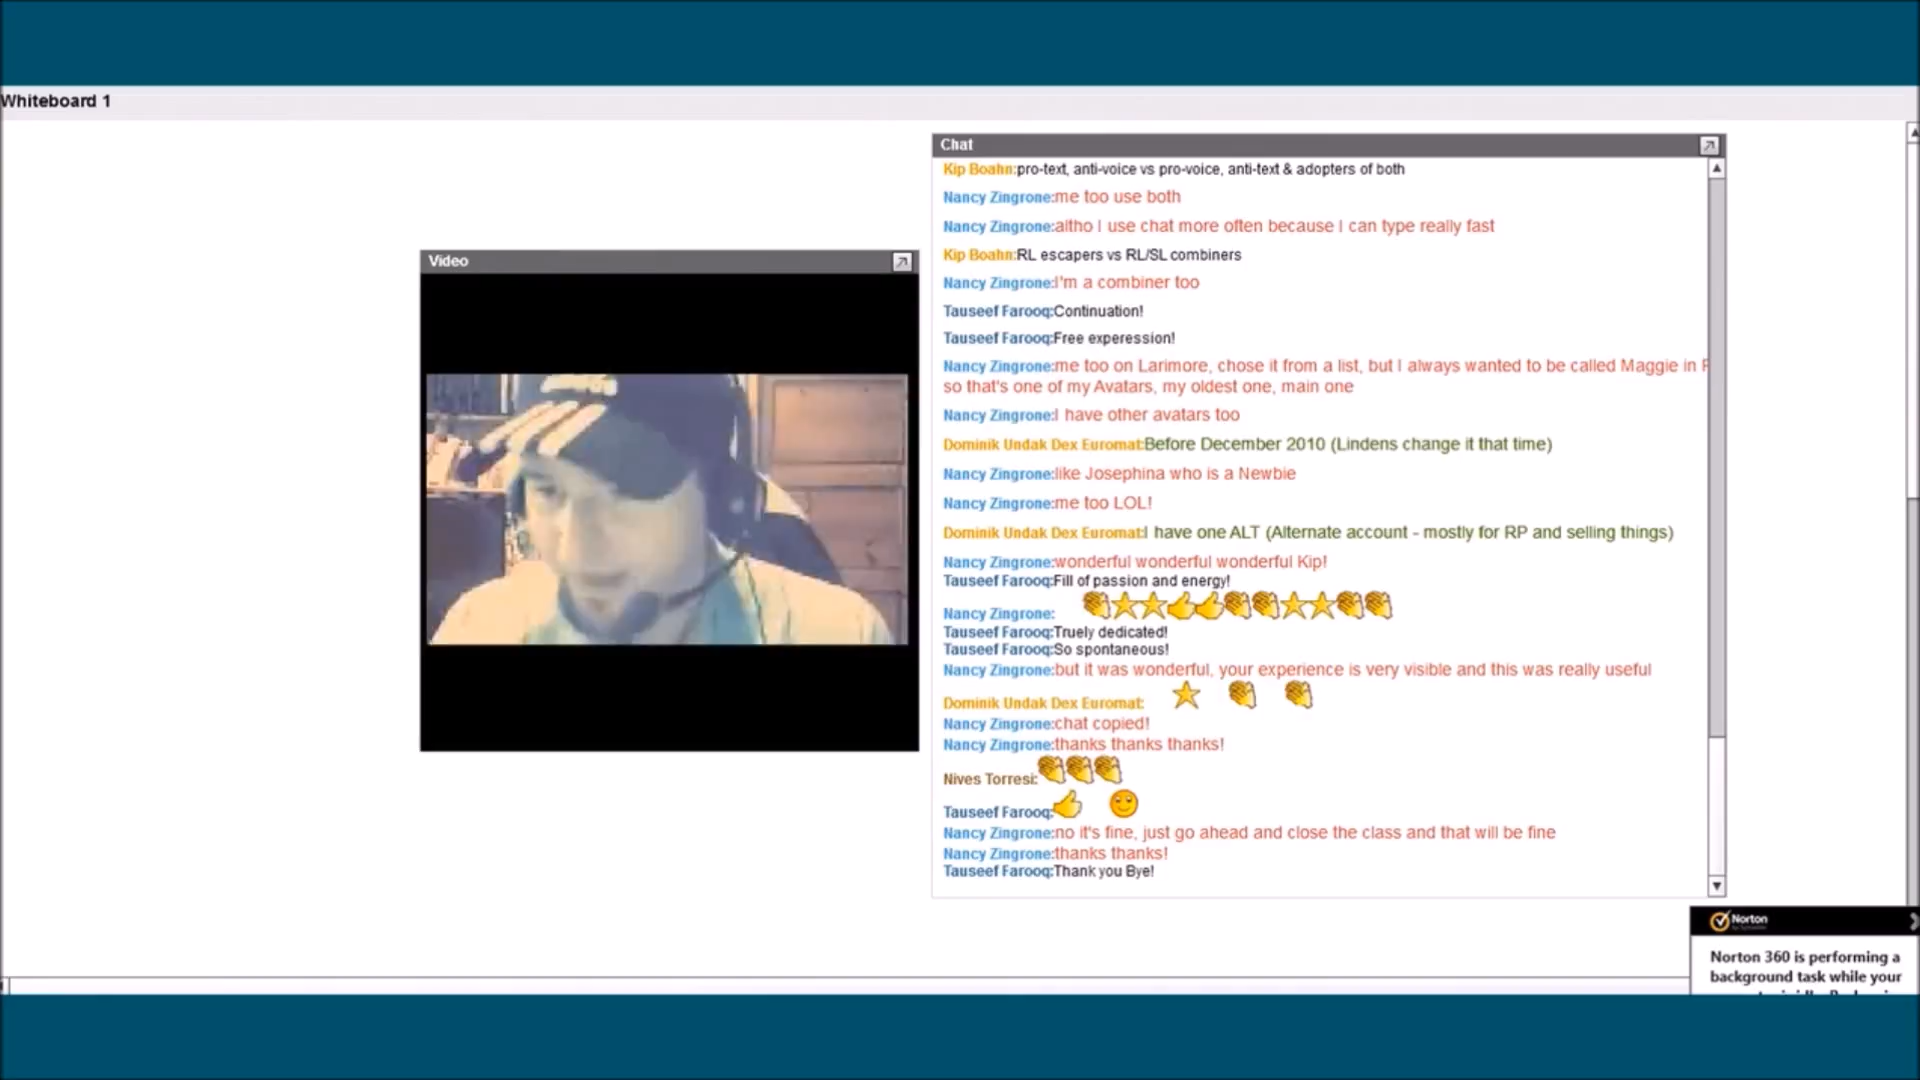 Whiteboard 1
Chat
Kip Boahn:pro-text, anti-voice vs pro-voice, anti-text & adopters of both
Nancy Zingrone:me too use both
Nancy Zingrone:altho I use chat more often because I can type really fast
Kip Boahn:RL escapers vs RL/SL combiners
Video
Nancy Zingrone:I'm a combiner too
Tauseef Farooq:Continuation!
Tauseef Farooq:Free experession!
Nancy Zingrone:me too on Larimore, chose it from a list, but I always wanted to be called Maggie in
so that's one of my Avatars, my oldest one, main one
Nancy Zingrone:I have other avatars too
Dominik Undak Dex Euromat:Before December 2010 (Lindens change it that time)
Nancy Zingrone:like Josephina who is a Newbie
Nancy Zingrone:me too LOL!
Dominik Undak Dex Euromat:I have one ALT (Alternate account - mostly for RP and selling things)
Nancy Zingrone:wonderful wonderful wonderful Kip!
Tauseef Farooq:Fill of passion and energy!
Nancy Zingrone:
Tauseef Farooq:Truely dedicated!
Tauseef Farooq:So spontaneous!
Nancy Zingrone:but it was wonderful, your experience is very visible and this was really useful
Dominik Undak Dex Euromat:
Nancy Zingrone:chat copied!
Nancy Zingrone:thanks thanks thanks!
Nives Torresi:
Tauseef Farooq:
Nancy Zingrone:no it's fine, just go ahead and close the class and that will be fine
Nancy Zingrone:thanks thanks!
Tauseef Farooq:Thank you Bye!
Norton
Norton 360 is performing a
background task while your